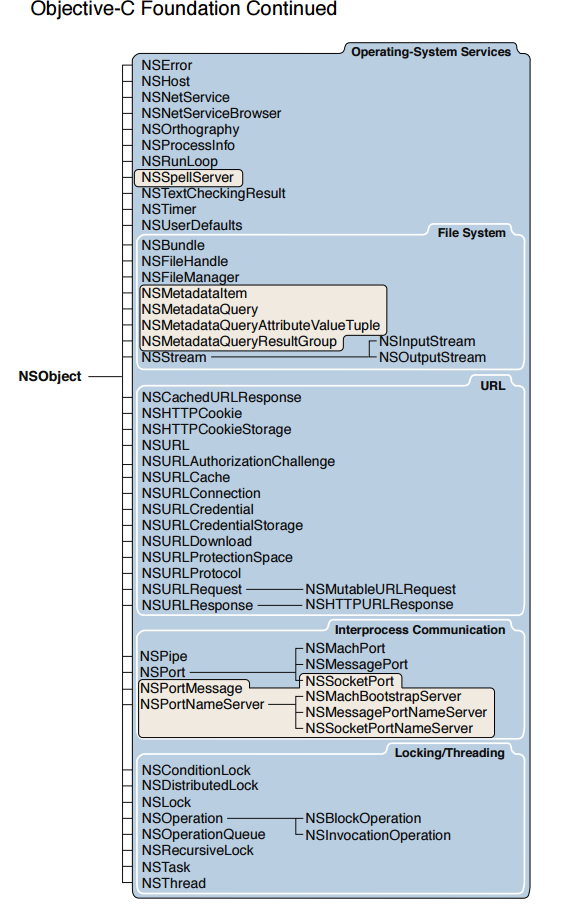 Objective-C Foundation Continued
Operating-System Services
NSError
NSHost
NSNetService
NSNetServiceBrowser
NSOrthography
NSProcessInfo
NSRunLoop
NSSpellServer
NSTextCheckingResult
NSTimer
NSUserDefaults
File System
NSBundle
NSFileHandle
NSFileManager
NSMetadataItem
NSMetadataQuery
NSMetadataQueryAttributeValueTuple
NSMetadataQueryResultGroup NSInputStream
NSStream NSOutputStream
NSObject
URL
NSCachedURLResponse
NSHTTPCookie
NSHTTPCookieStorage
NSURL
NSURLAuthorizationChallenge
NSURLCache
NSURLConnection
NSURLCredential
NSURLCredentialStorage
NSURLDownload
NSURLProtectionSpace
NSURLProtocol
NSURLRequest NSMutableURLRequest
NSURLResponse NSHTTPURLResponse
Interprocess Communication
NSMachPort
NSPipe NSMessagePort
NSPort NSSocketPort
NSPortMessage NSMachBootstrapServer
NSPortNameServer NSMessagePortNameServer
NSSocketPortNameServer
Locking/Threading
NSConditionLock
NSDistributedLock
NSLock
NSOperation NSBlockOperation
NSOperationQueue NSInvocationOperation
NSRecursiveLock
NSTask
NSThread